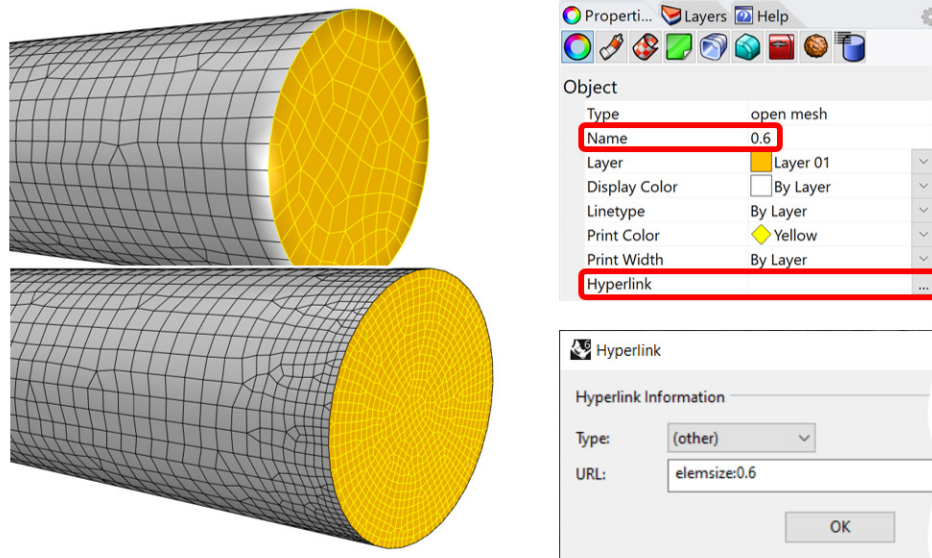 Properti... Layers Help
Object
Type open mesh
Name 0.6
Layer Layer 01
Display Color By Layer
Linetype By Layer
Print Color Yellow
Print Width By Layer
Hyperlink ...
Hyperlink
Hyperlink Information
Type: (other)
URL: elemsize:0.6
OK